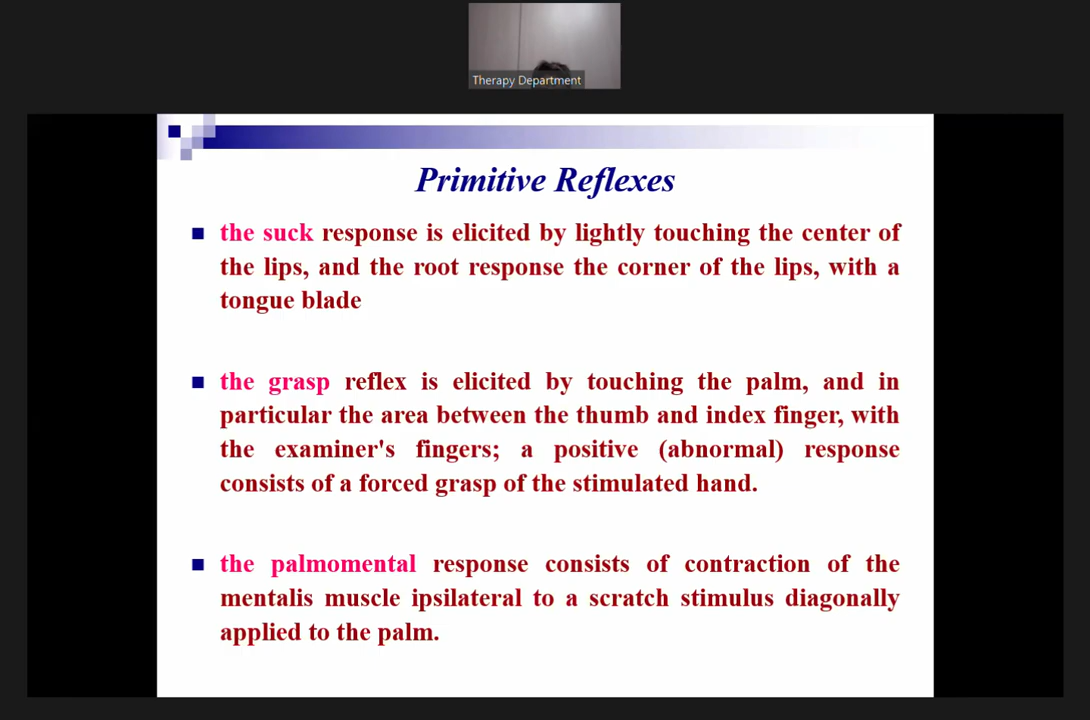 Therapy Department
Primitive Reflexes
the suck response is elicited by lightly touching the center of
the lips, and the root response the corner of the lips, with a
tongue blade
the grasp reflex is elicited by touching the palm, and in
particular the area between the thumb and index finger, with
the examiner's fingers; a positive (abnormal) response
consists of a forced grasp of the stimulated hand.
the palmomental response consists of contraction of the
mentalis muscle ipsilateral to a scratch stimulus diagonally
applied to the palm.